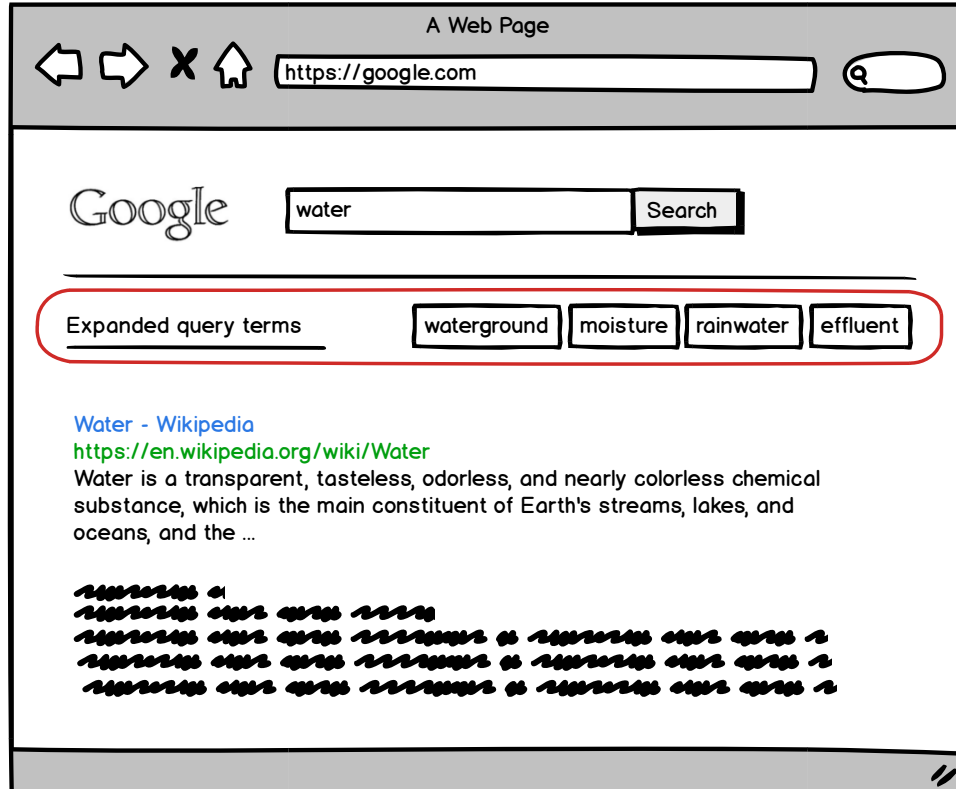 A Web Page
https://google.com
Google
water
Search
Expanded query terms
waterground
moisture
rainwater
effluent
Water - Wikipedia
https://en.wikipedia.org/wiki/Water
Water is a transparent, tasteless, odorless, and nearly colorless chemical
substance, which is the main constituent of Earth's streams, lakes, and
oceans, and the ...